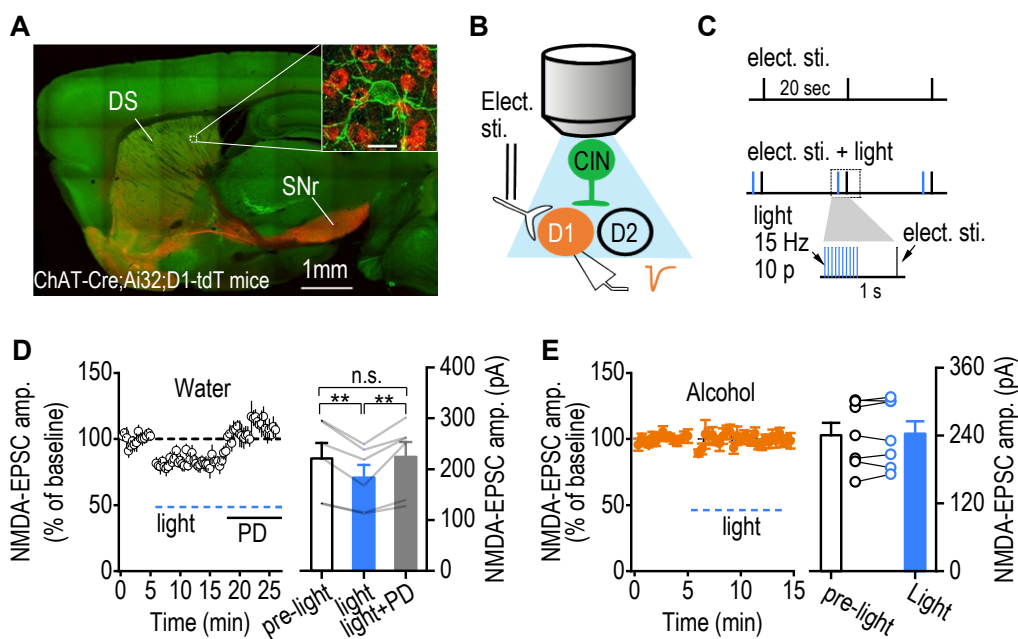 A
DS
SNr
ChAT-Cre;Ai32;D1-tdT mice
1mm
B
Elect.
sti.
CIN
D1
D2
C
elect. sti.
20 sec
elect. sti. + light
light
15 Hz
10 p
elect. sti.
1 s
D
NMDA-EPSC amp.
(% of baseline)
150
100
50
0
Water
light
PD
0 5 10 15 20 25
Time (min)
n.s.
** **
400
300
200
100
0
NMDA-EPSC amp. (pA)
pre-light
light
light+PD
E
NMDA-EPSC amp.
(% of baseline)
150
100
50
0
Alcohol
light
0 5 10 15
Time (min)
360
240
120
0
NMDA-EPSC amp. (pA)
pre-light
Light